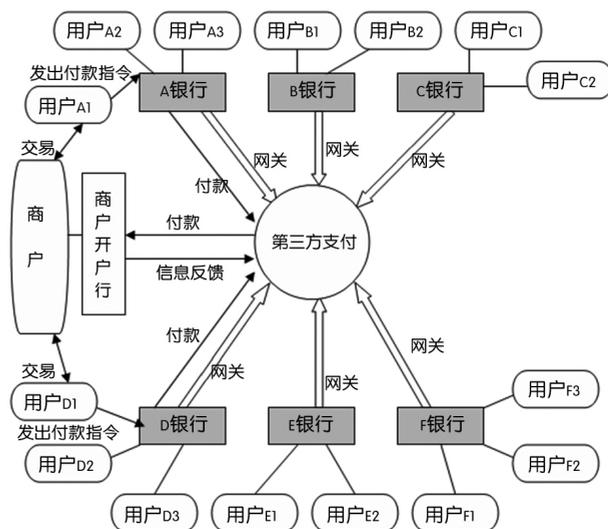 用户A2
用户A3
用户B1
用户B2
用户C1
发出付款指令
用户A1
A银行
B银行
C银行
用户C2
交易
网关
网关
网关
付款
商户
商户开户行
付款
第三方支付
信息反馈
付款
网关
网关
网关
交易
用户D1
用户F3
发出付款指令
D银行
E银行
F银行
用户D2
用户F2
用户D3
用户E1
用户E2
用户F1